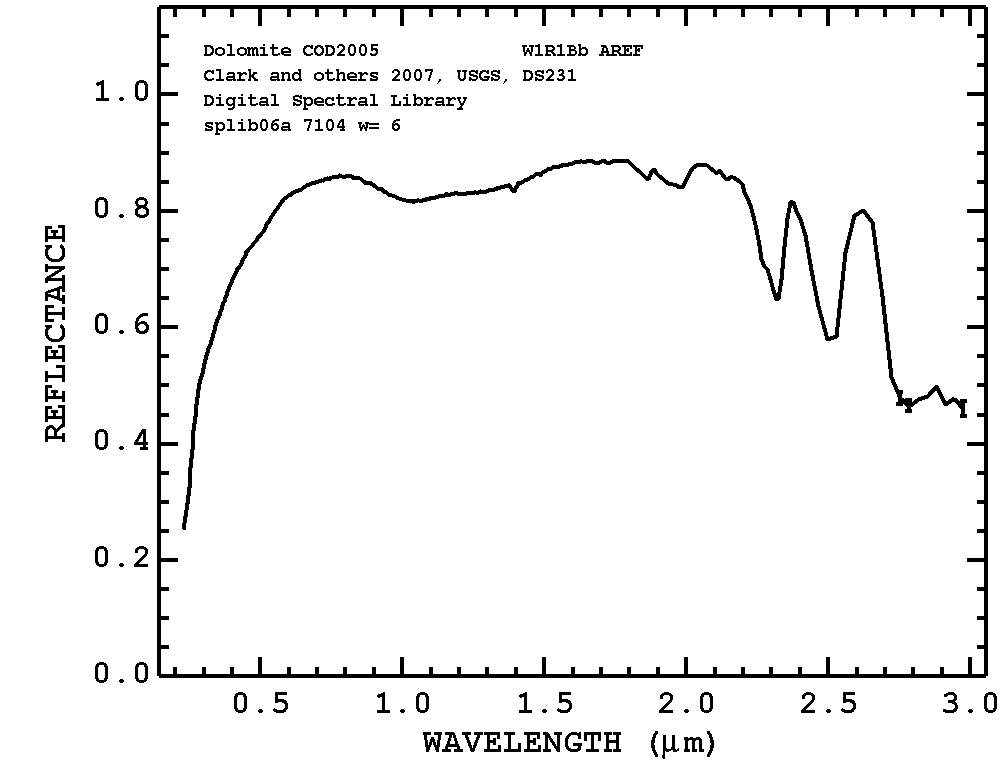 Dolomite COD2005 W1R1Bb AREF
Clark and others 2007, USGS, DS231
Digital Spectral Library
splib06a 7104 w= 6
1.0
0.8
0.6
0.4
0.2
0.0
REFLECTANCE
0.5 1.0 1.5 2.0 2.5 3.0
WAVELENGTH (μm)